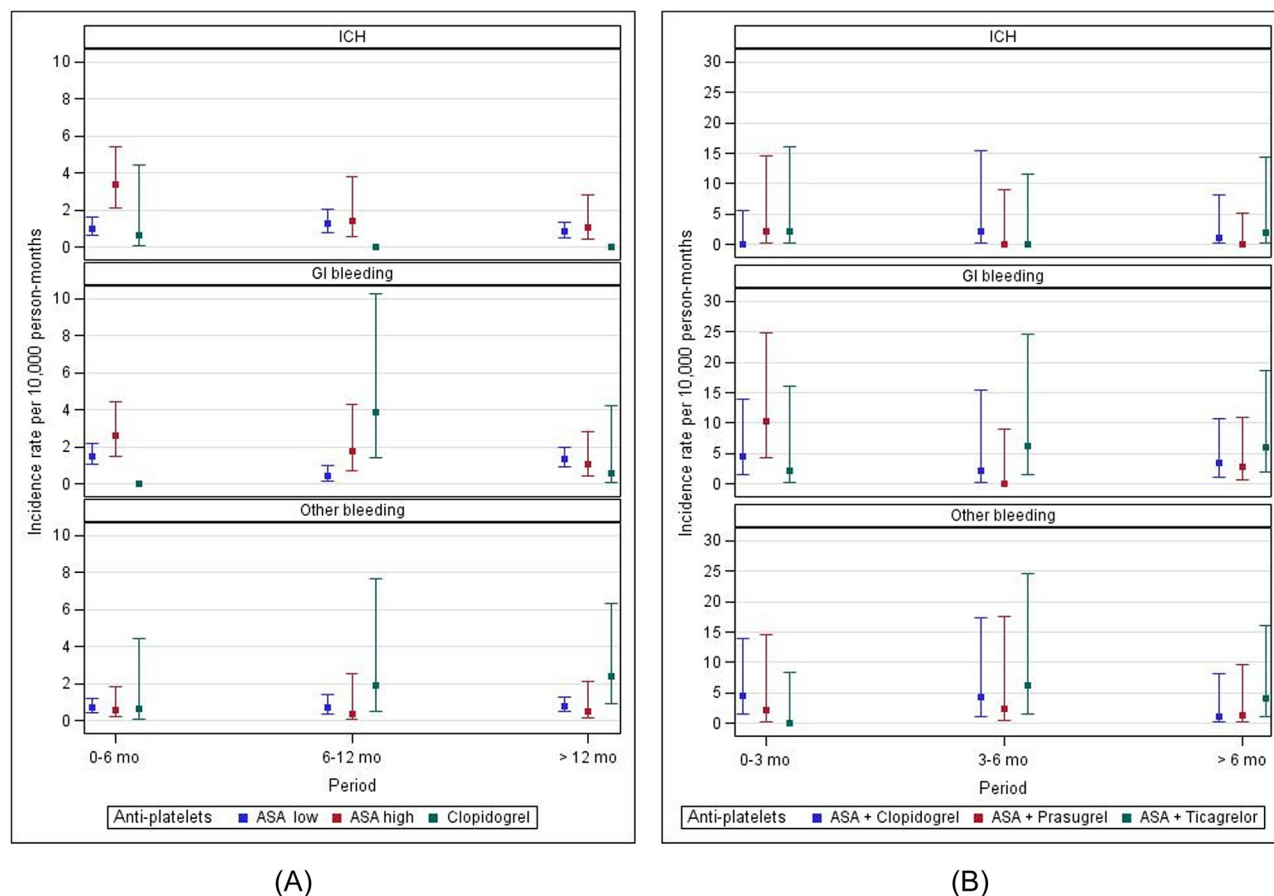 ICH
10
8
6
4
2
0
GI bleeding
10
8
6
4
2
0
Other bleeding
10
8
6
4
2
0
Incidence rate per 10,000 person-months
0-6 mo 6-12 mo > 12 mo
Period
Anti-platelets ASA low ASA high Clopidogrel
(A)
ICH
30
25
20
15
10
5
0
GI bleeding
30
25
20
15
10
5
0
Other bleeding
30
25
20
15
10
5
0
Incidence rate per 10,000 person-months
0-3 mo 3-6 mo > 6 mo
Period
Anti-platelets ASA + Clopidogrel ASA + Prasugrel ASA + Ticagrelor
(B)